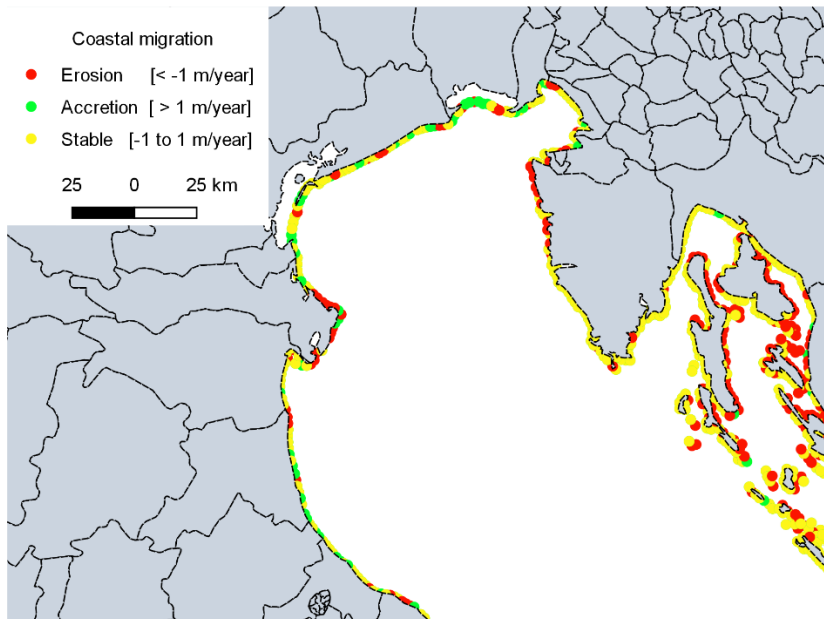 Coastal migration
Erosion [< -1 m/year]
Accretion [ > 1 m/year]
Stable [-1 to 1 m/year]
25 0 25 km